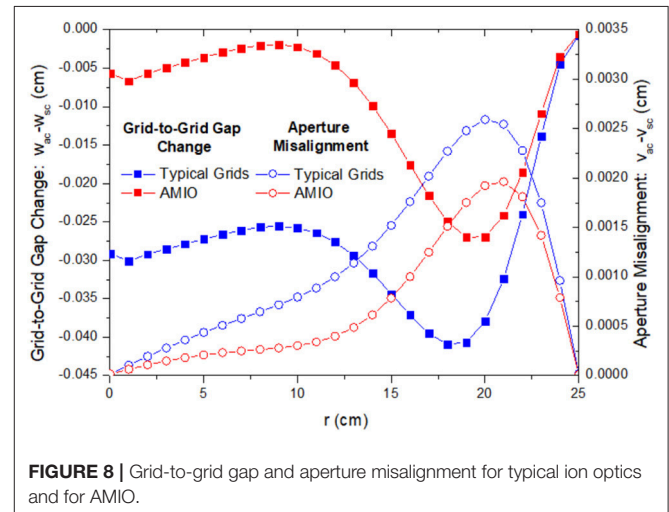 0.000
-0.005
-0.010
-0.015
-0.020
-0.025
-0.030
-0.035
-0.040
-0.045
Grid-to-Grid Gap Change: w_ac-w_sc (cm)
Grid-to-Grid Gap Change
Typical Grids
AMIO
Aperture Misalignment
Typical Grids
AMIO
0.0035
0.0030
0.0025
0.0020
0.0015
0.0010
0.0005
0.0000
Aperture Misalignment: v_ac-v_sc (cm)
0 5 10 15 20 25
r (cm)
FIGURE 8 | Grid-to-grid gap and aperture misalignment for typical ion optics
and for AMIO.